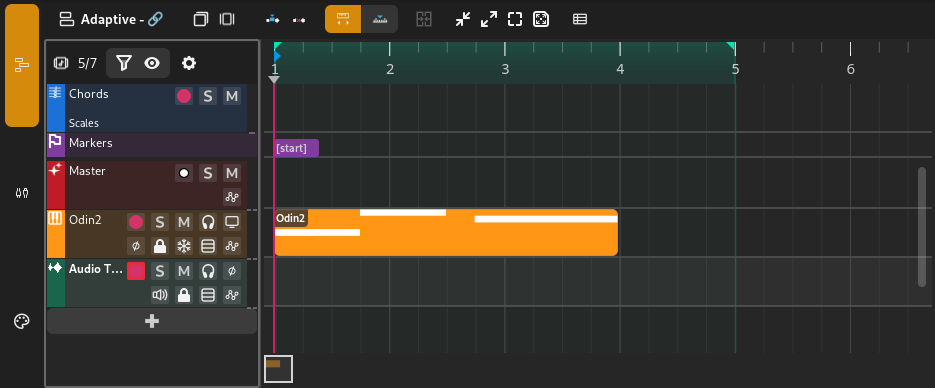 Adaptive -
5/7
1 2 3 4 5 6
Chords
S M
Scales
Markers
[start]
Master
S M
Odin2
S M
Odin2
Audio T...
S M